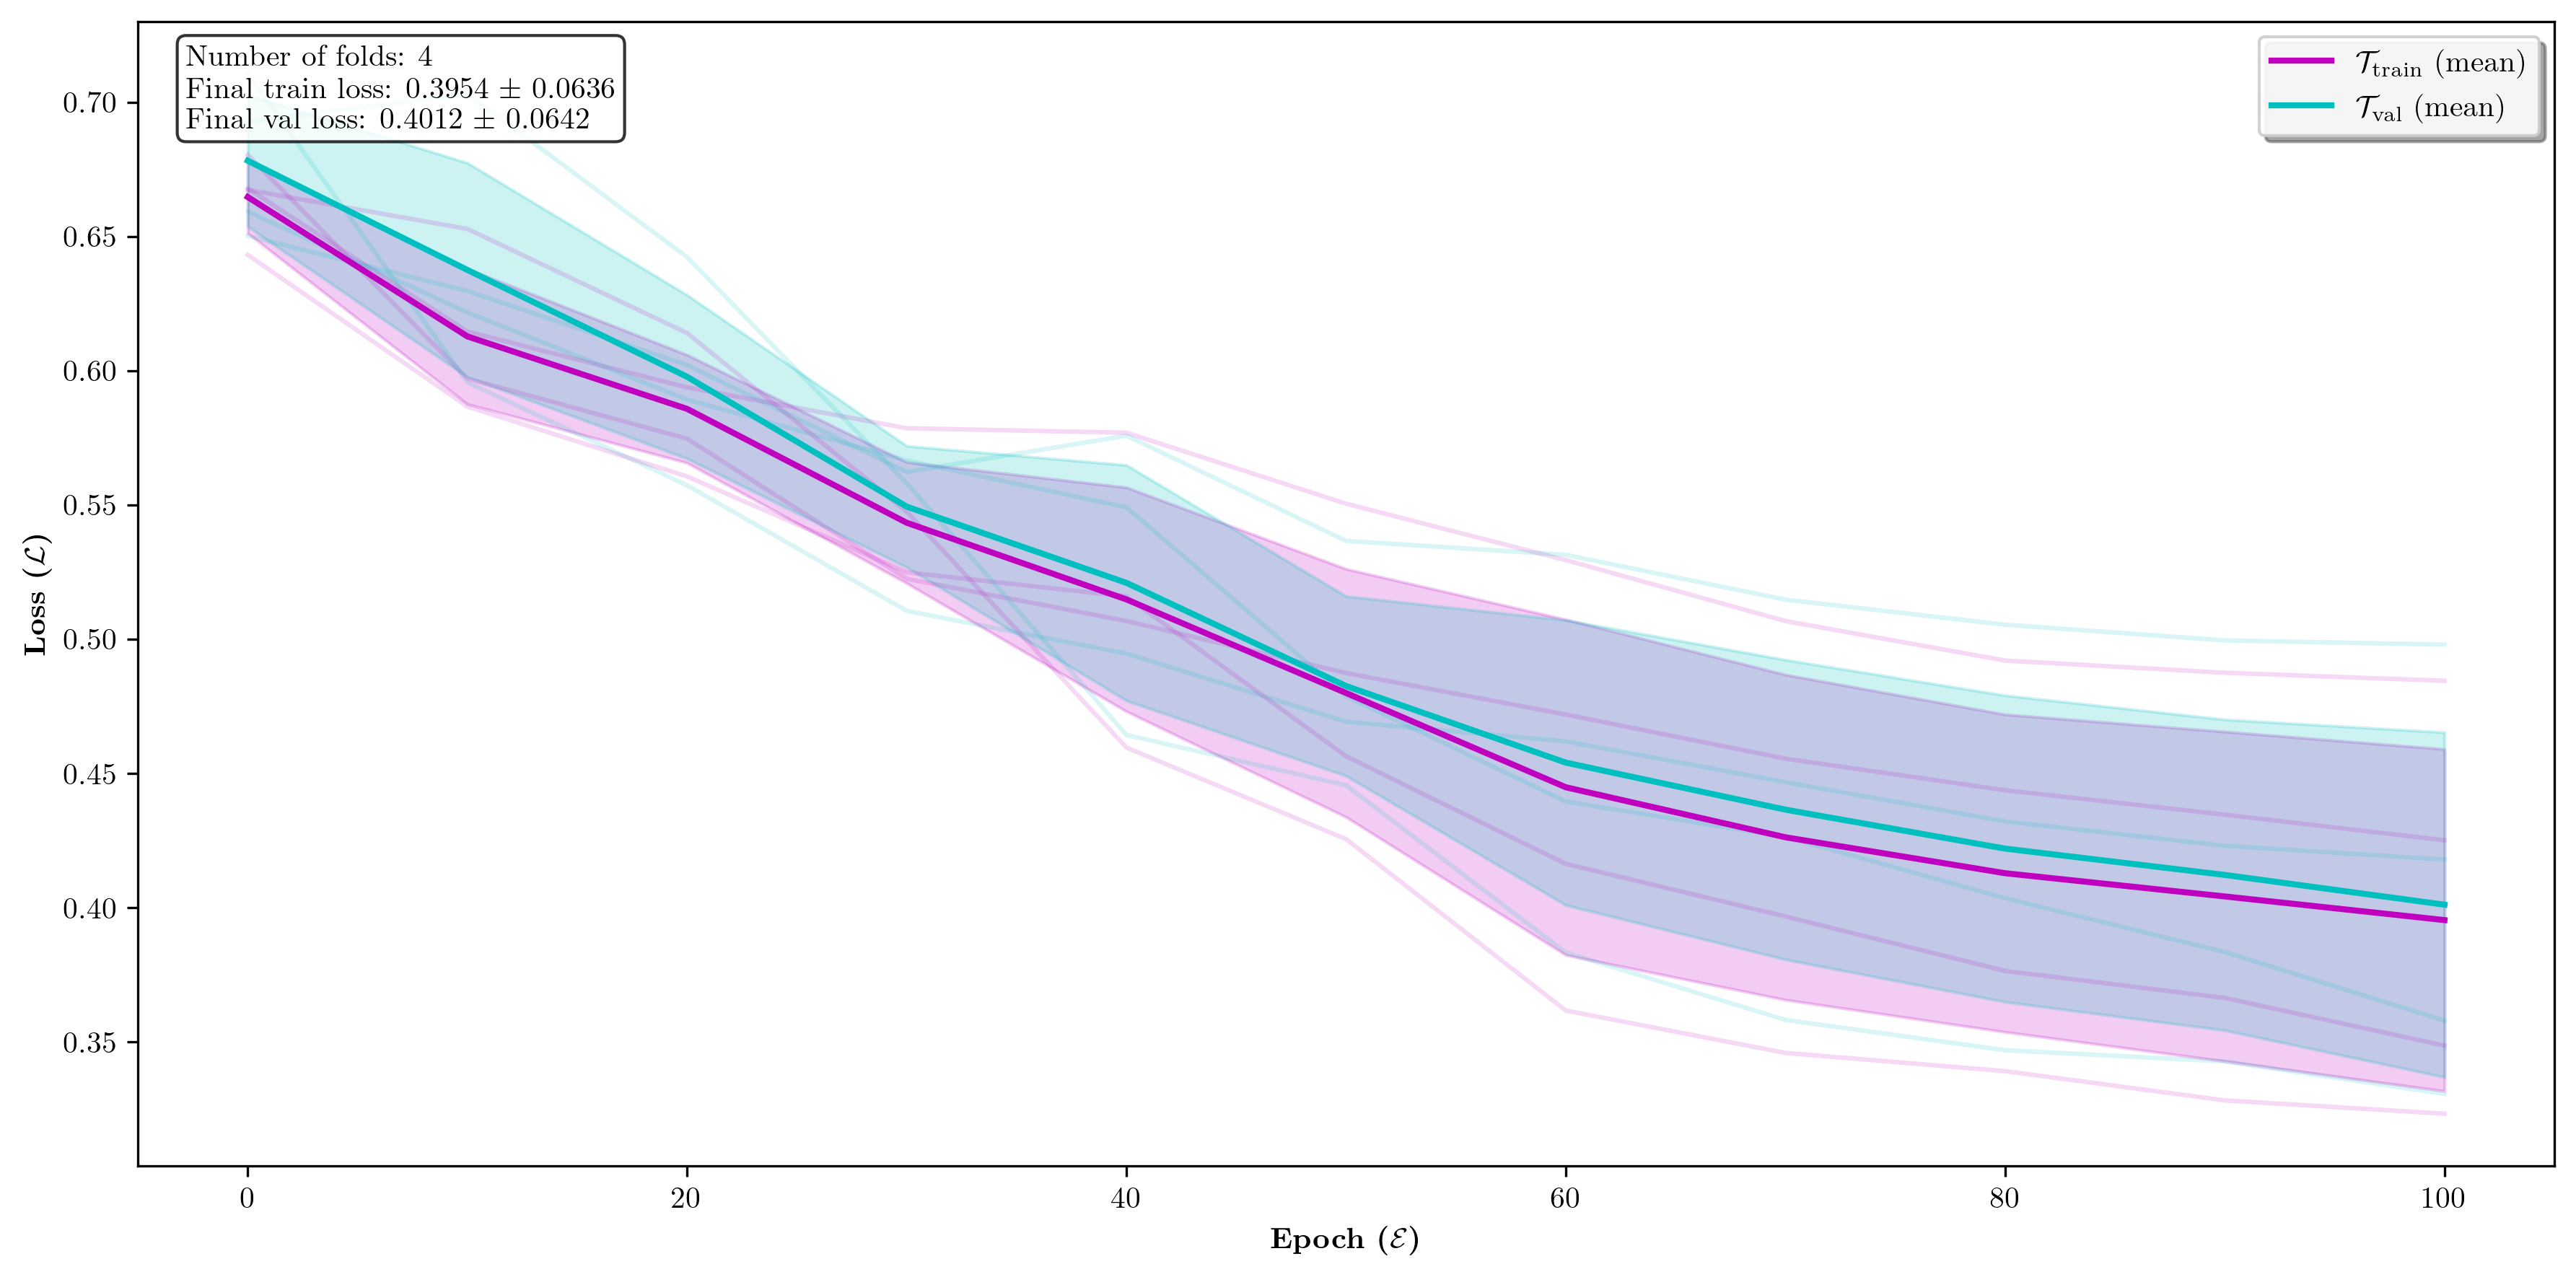 Number of folds: 4
Final train loss: 0.3954 ± 0.0636
Final val loss: 0.4012 ± 0.0642
𝒯train (mean)
𝒯val (mean)
0.70
0.65
0.60
0.55
0.50
0.45
0.40
0.35
Loss (ℒ)
0 20 40 60 80 100
Epoch (ℰ)